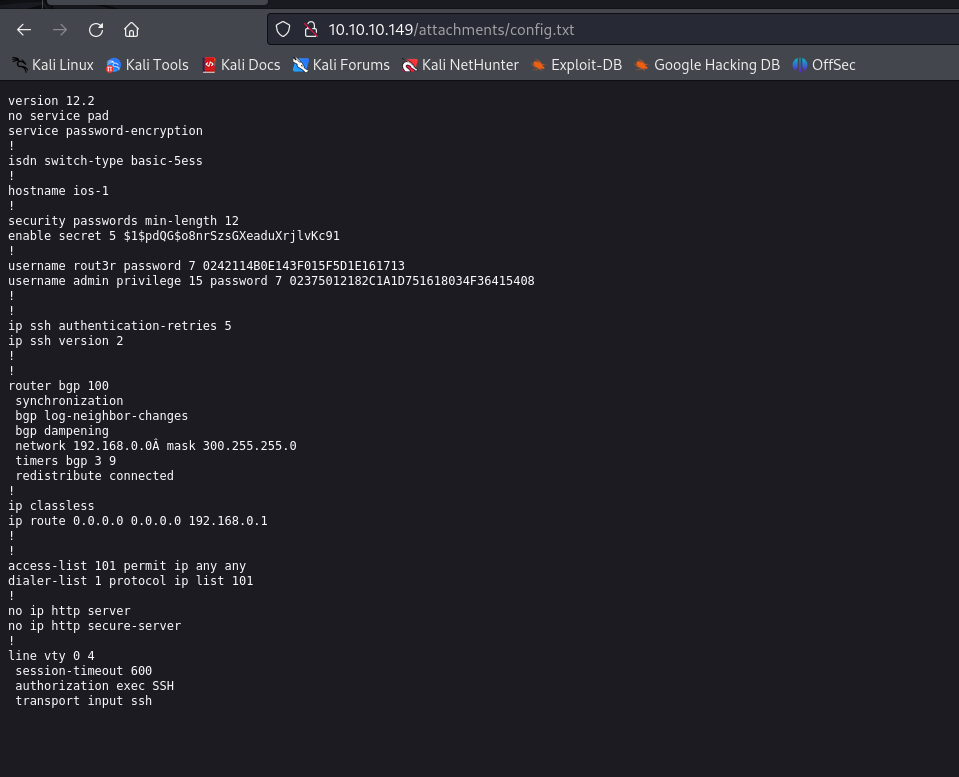 10.10.10.149/attachments/config.txt
Kali Linux Kali Tools Kali Docs Kali Forums Kali NetHunter Exploit-DB Google Hacking DB OffSec
version 12.2
no service pad
service password-encryption
!
isdn switch-type basic-5ess
!
hostname ios-1
!
security passwords min-length 12
enable secret 5 $1$pdQG$o8nrSzsGXeaduXrjlvKc91
!
username rout3r password 7 0242114B0E143F015F5D1E161713
username admin privilege 15 password 7 02375012182C1A1D751618034F36415408
!
!
ip ssh authentication-retries 5
ip ssh version 2
!
!
router bgp 100
 synchronization
 bgp log-neighbor-changes
 bgp dampening
 network 192.168.0.0Â mask 300.255.255.0
 timers bgp 3 9
 redistribute connected
!
ip classless
ip route 0.0.0.0 0.0.0.0 192.168.0.1
!
!
access-list 101 permit ip any any
dialer-list 1 protocol ip list 101
!
no ip http server
no ip http secure-server
!
line vty 0 4
 session-timeout 600
 authorization exec SSH
 transport input ssh